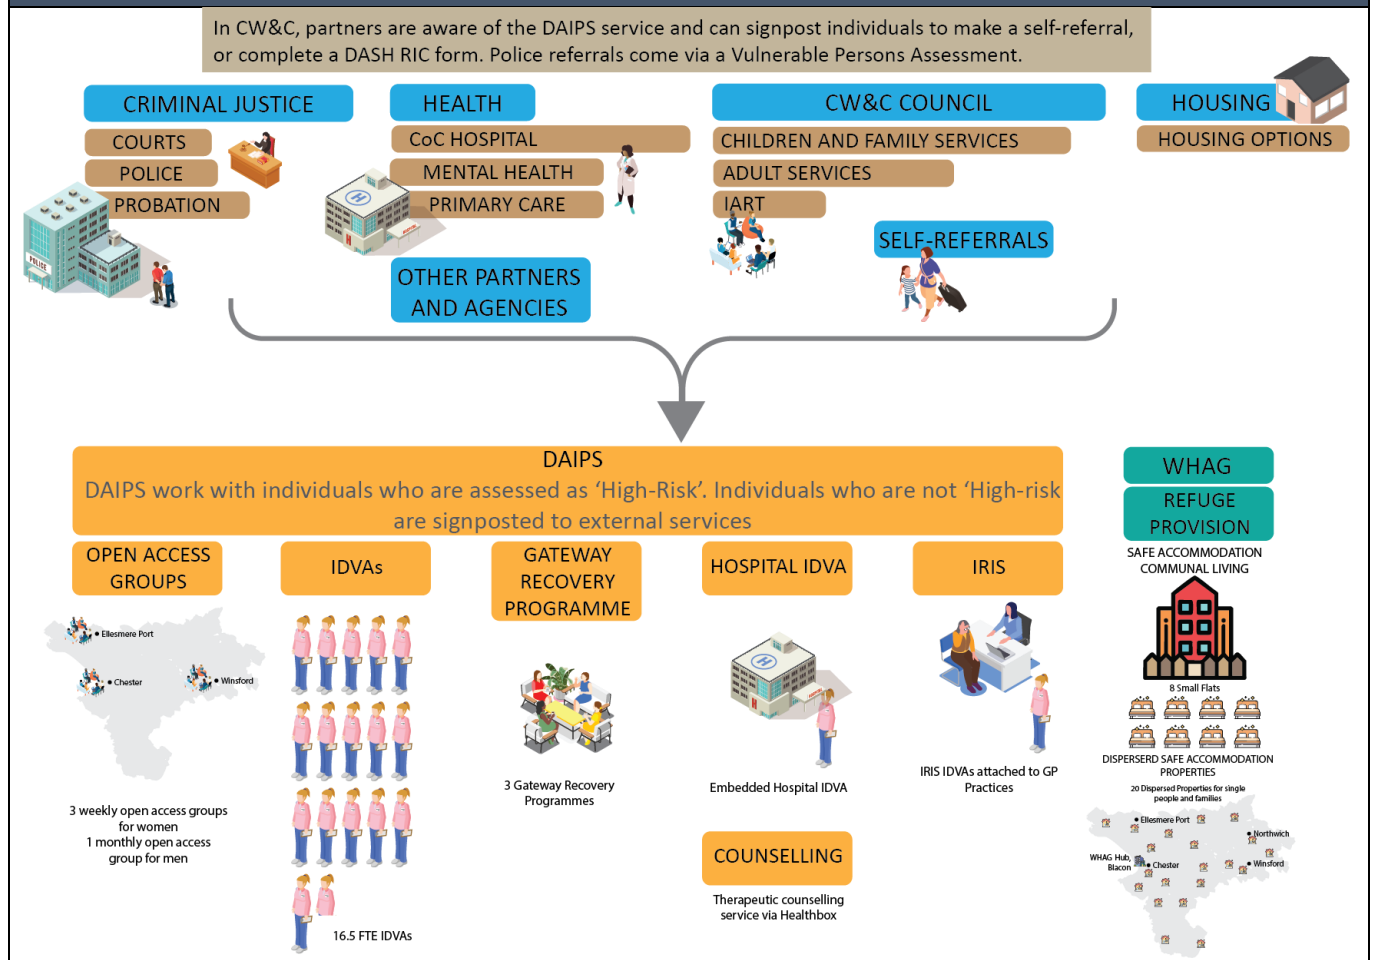 In CW&C, partners are aware of the DAIPS service and can signpost individuals to make a self-referral,
or complete a DASH RIC form. Police referrals come via a Vulnerable Persons Assessment.
CRIMINAL JUSTICE
COURTS
POLICE
PROBATION
POLICE
HEALTH
CoC HOSPITAL
MENTAL HEALTH
PRIMARY CARE
H
OTHER PARTNERS
AND AGENCIES
CW&C COUNCIL
CHILDREN AND FAMILY SERVICES
ADULT SERVICES
IART
SELF-REFERRALS
HOUSING
HOUSING OPTIONS
DAIPS
DAIPS work with individuals who are assessed as ‘High-Risk’. Individuals who are not ‘High-risk
are signposted to external services
OPEN ACCESS
GROUPS
Ellesmere Port
Chester
Winsford
3 weekly open access groups
for women
1 monthly open access
group for men
IDVAs
16.5 FTE IDVAs
GATEWAY
RECOVERY
PROGRAMME
3 Gateway Recovery
Programmes
HOSPITAL IDVA
H
Embedded Hospital IDVA
COUNSELLING
Therapeutic counselling
service via Healthbox
IRIS
IRIS IDVAs attached to GP
Practices
WHAG
REFUGE
PROVISION
SAFE ACCOMMODATION
COMMUNAL LIVING
8 Small Flats
DISPERSERD SAFE ACCOMMODATION
PROPERTIES
20 Dispersed Properties for single
people and families
Ellesmere Port
Northwich
WHAG Hub,
Blacon
Chester
Winsford